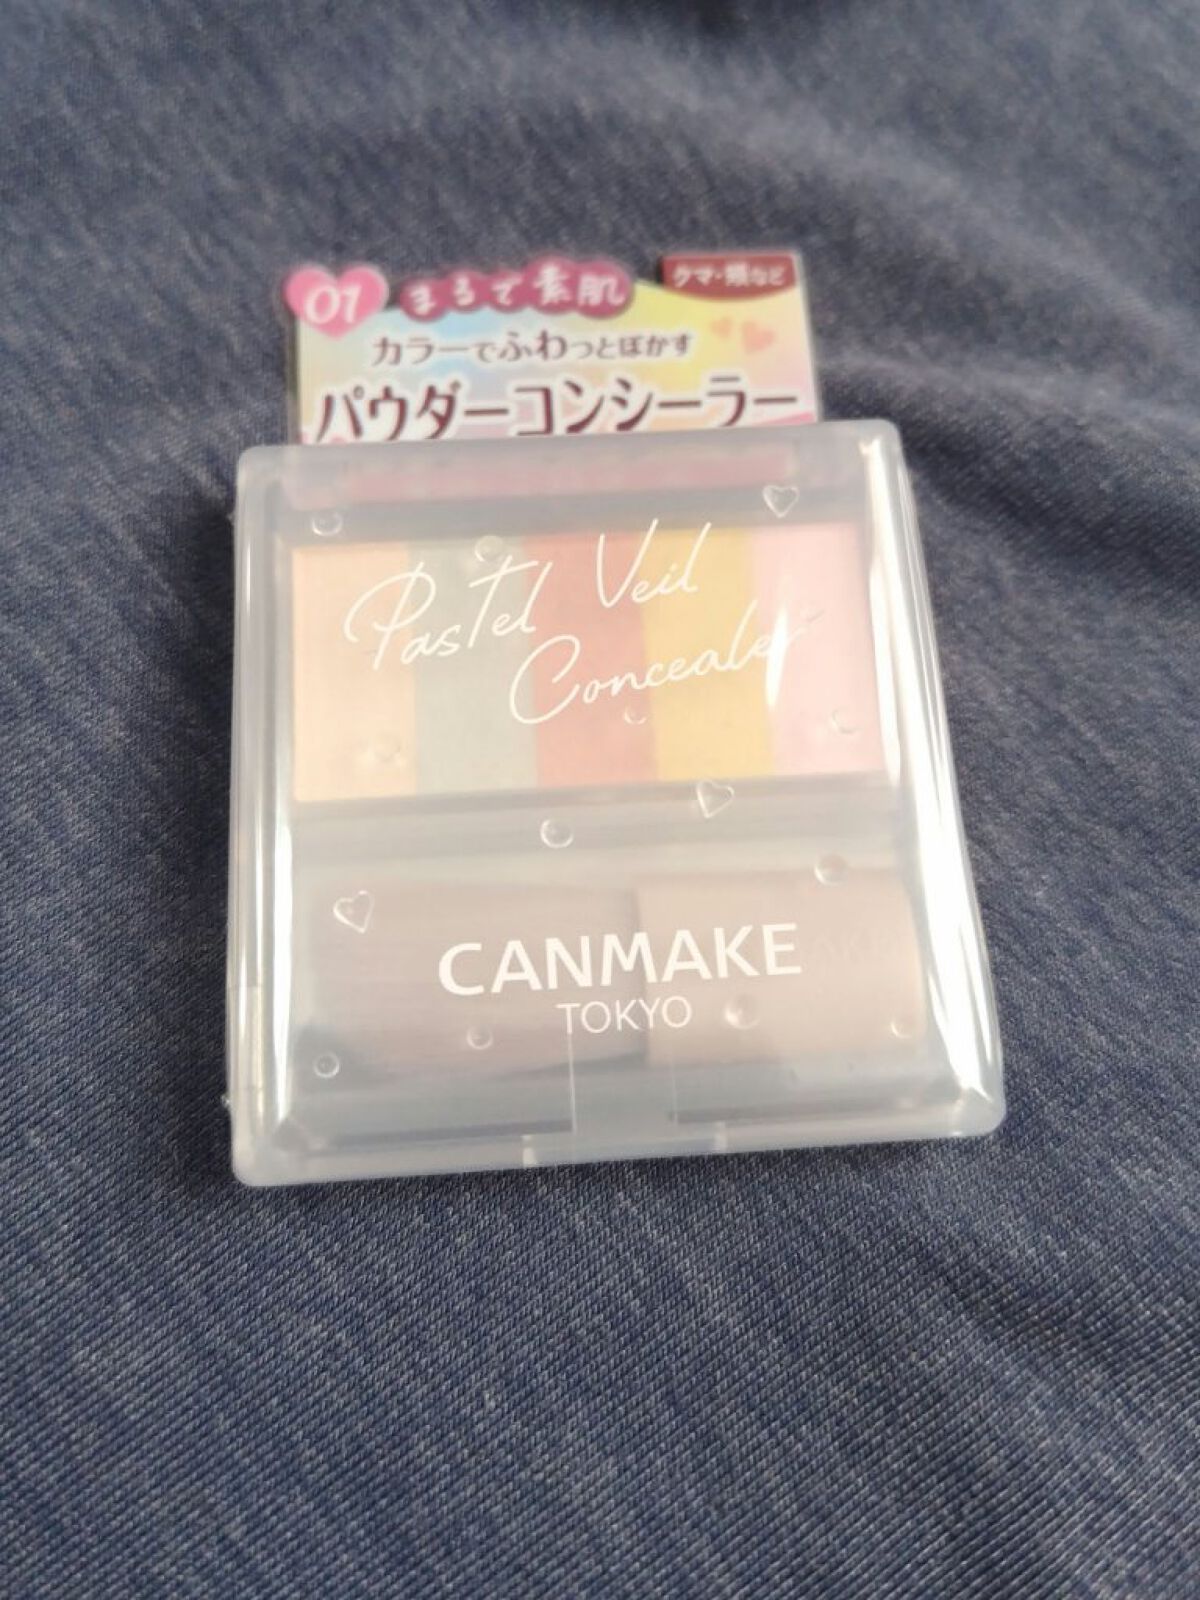 01 まるで素肌 クマ・頬など
カラーでふわっとぼかす
パウダーコンシーラー
Pastel Veil
Concealer
CANMAKE
TOKYO